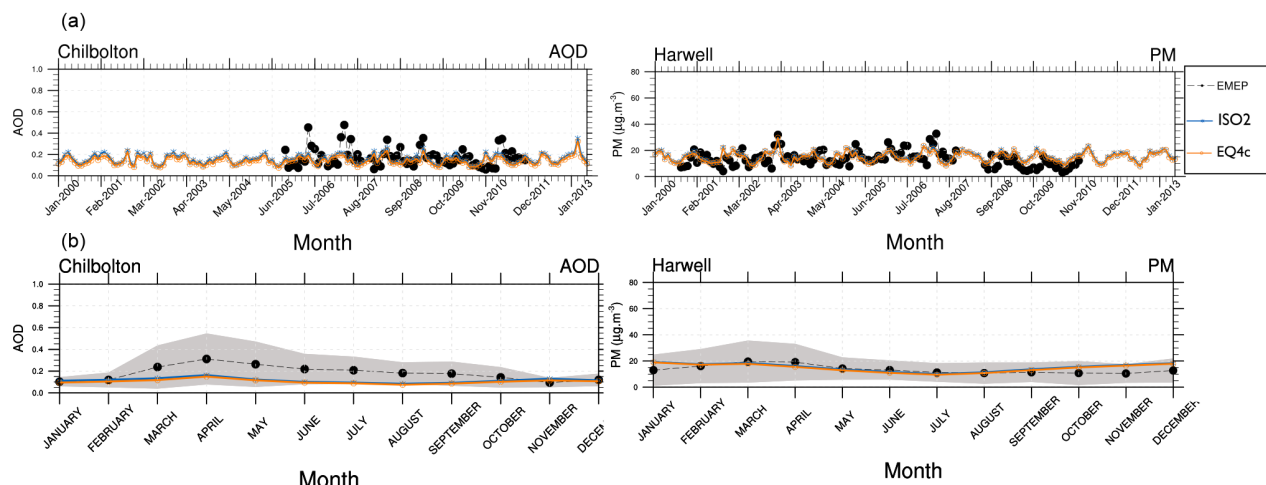 (a)
Chilbolton AOD
AOD
1.0
0.8
0.6
0.4
0.2
0.0
Jan-2000
Feb-2001
Mar-2002
Apr-2003
May-2004
Jun-2005
Jul-2006
Aug-2007
Sep-2008
Oct-2009
Nov-2010
Dec-2011
Jan-2013
Month
Harwell PM
PM (µg.m⁻³)
80
60
40
20
0
Jan-2000
Feb-2001
Mar-2002
Apr-2003
May-2004
Jun-2005
Jul-2006
Aug-2007
Sep-2008
Oct-2009
Nov-2010
Dec-2011
Jan-2013
Month
EMEP
ISO2
EQ4c
(b)
Chilbolton AOD
AOD
1.0
0.8
0.6
0.4
0.2
0.0
JANUARY
FEBRUARY
MARCH
APRIL
MAY
JUNE
JULY
AUGUST
SEPTEMBER
OCTOBER
NOVEMBER
DECEM
Month
Harwell PM
PM (µg.m⁻³)
80
60
40
20
0
JANUARY
FEBRUARY
MARCH
APRIL
MAY
JUNE
JULY
AUGUST
SEPTEMBER
OCTOBER
NOVEMBER
DECEMBER
Month